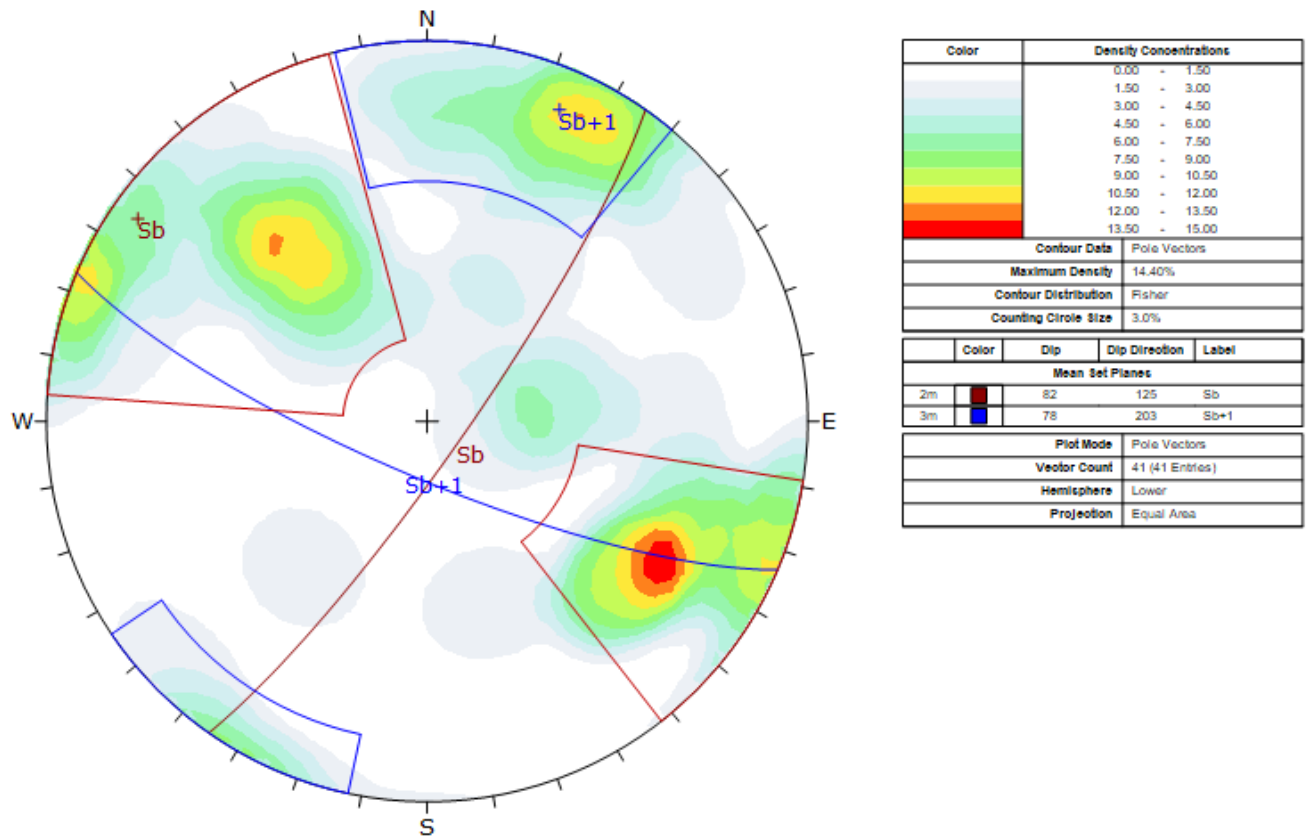 N
Sb+1
Sb
W
E
Sb
Sb+1
S
Color Density Concentrations
0.00 - 1.50
1.50 - 3.00
3.00 - 4.50
4.50 - 6.00
6.00 - 7.50
7.50 - 9.00
9.00 - 10.50
10.50 - 12.00
12.00 - 13.50
13.50 - 15.00
Contour Data Pole Vectors
Maximum Density 14.40%
Contour Distribution Fisher
Counting Circle Size 3.0%
Color Dip Dip Direction Label
Mean Set Planes
2m 82 125 Sb
3m 78 203 Sb+1
Plot Mode Pole Vectors
Vector Count 41 (41 Entries)
Hemisphere Lower
Projection Equal Area